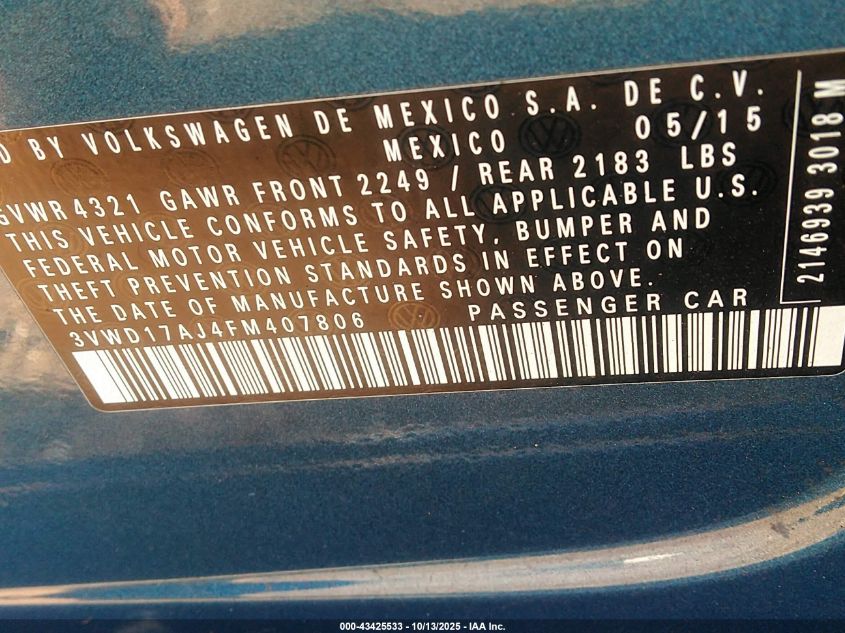 D BY VOLKSWAGEN DE MEXICO S.A. DE C.V.
MEXICO 05/15
GVWR 4321 GAWR FRONT 2249 / REAR 2183 LBS
THIS VEHICLE CONFORMS TO ALL APPLICABLE U.S.
FEDERAL MOTOR VEHICLE SAFETY, BUMPER AND
THEFT PREVENTION STANDARDS IN EFFECT ON
THE DATE OF MANUFACTURE SHOWN ABOVE.
3VWD17AJ4FM407806 PASSENGER CAR
2146939 3018 M
000-43425533 - 10/13/2025 - IAA Inc.